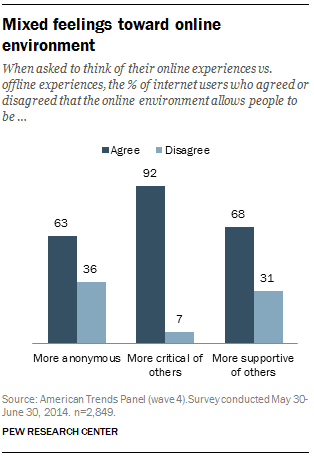 Mixed feelings toward online
environment
When asked to think of their online experiences vs.
offline experiences, the % of internet users who agreed or
disagreed that the online environment allows people to
be ...
Agree Disagree
92
63
68
36
31
7
More anonymous More critical of More supportive
others of others
Source: American Trends Panel (wave 4).Survey conducted May 30-
June 30, 2014. n=2,849.
PEW RESEARCH CENTER